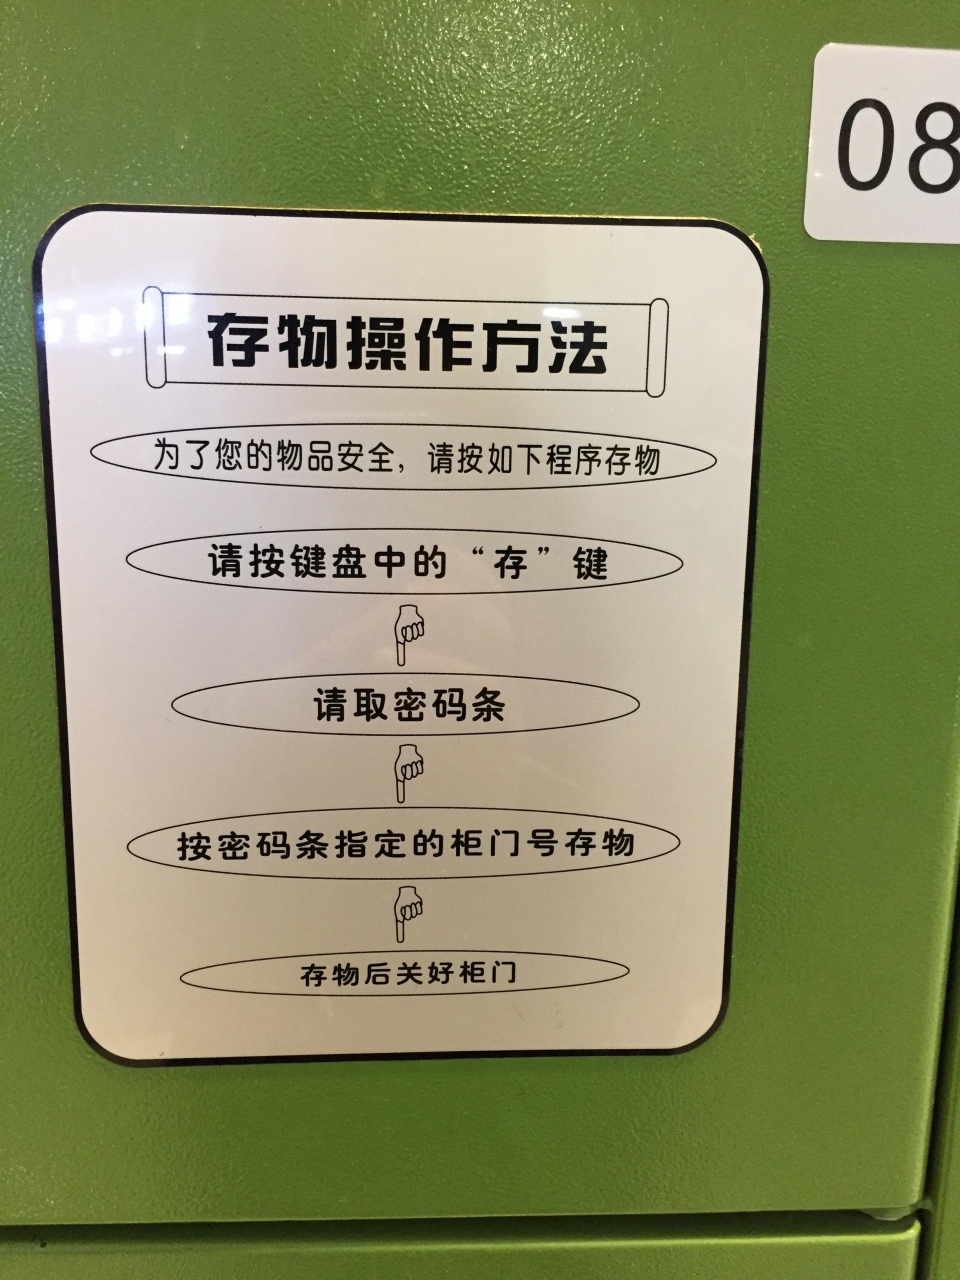 08
存物操作方法
为了您的物品安全，请按如下程序存物
请按键盘中的“存”键
请取密码条
按密码条指定的柜门号存物
存物后关好柜门